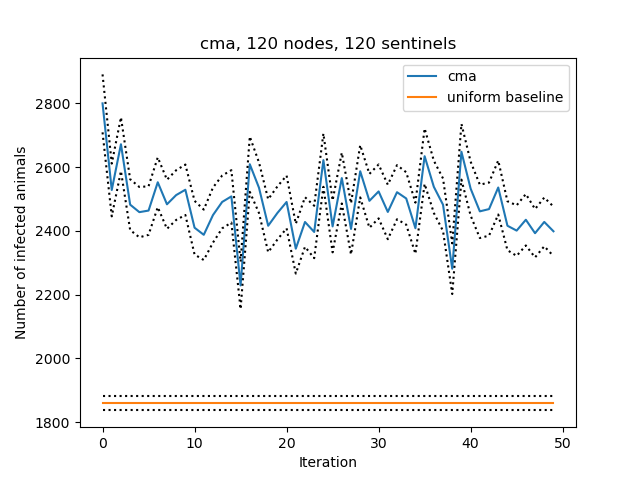 cma, 120 nodes, 120 sentinels
cma
uniform baseline
Number of infected animals
2800
2600
2400
2200
2000
1800
0 10 20 30 40 50
Iteration